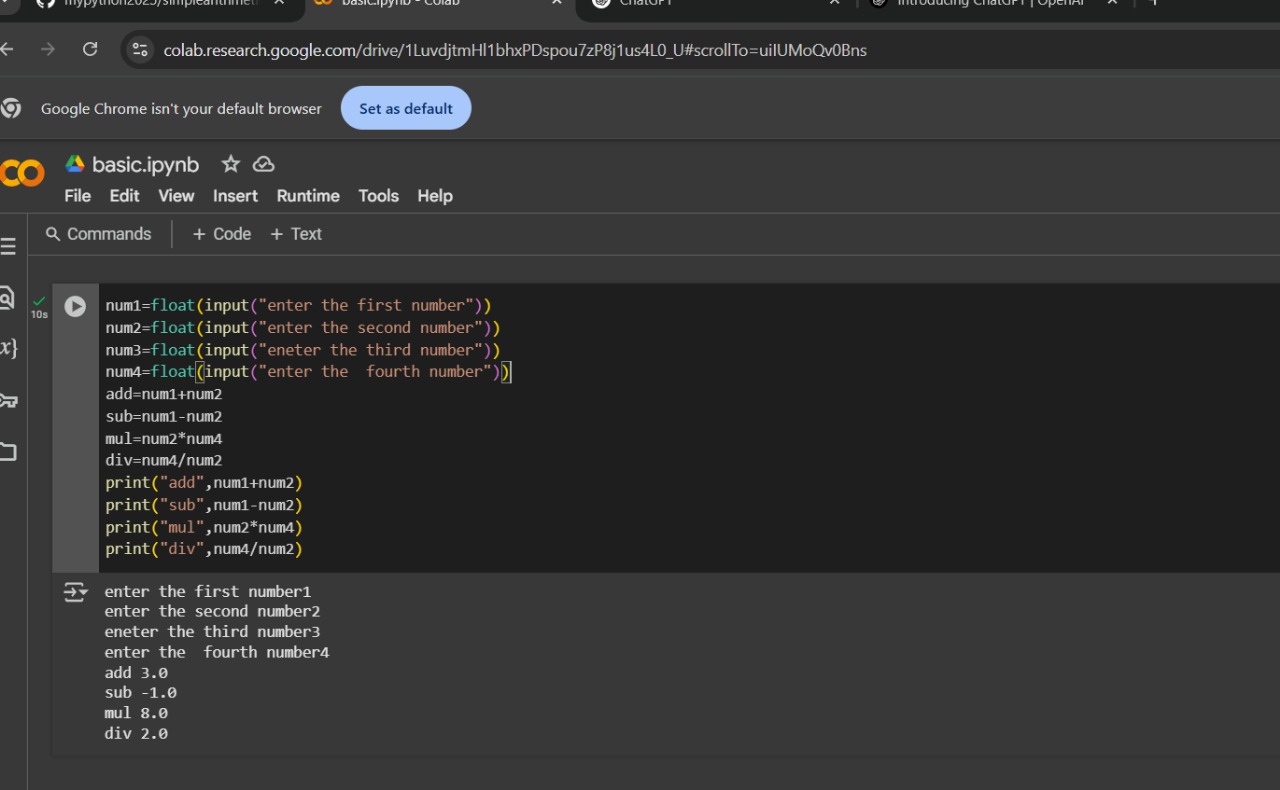 mypython2025/simplearithmet
basic.ipynb - Colab
ChatGPT
Introducing ChatGPT | OpenAI
colab.research.google.com/drive/1LuvdjtmHl1bhxPDspou7zP8j1us4L0_U#scrollTo=uiIUMoQv0Bns
Google Chrome isn't your default browser
Set as default
basic.ipynb
File Edit View Insert Runtime Tools Help
Commands + Code + Text
10s
num1=float(input("enter the first number"))
num2=float(input("enter the second number"))
num3=float(input("eneter the third number"))
num4=float(input("enter the  fourth number"))
add=num1+num2
sub=num1-num2
mul=num2*num4
div=num4/num2
print("add",num1+num2)
print("sub",num1-num2)
print("mul",num2*num4)
print("div",num4/num2)
enter the first number1
enter the second number2
eneter the third number3
enter the  fourth number4
add 3.0
sub -1.0
mul 8.0
div 2.0